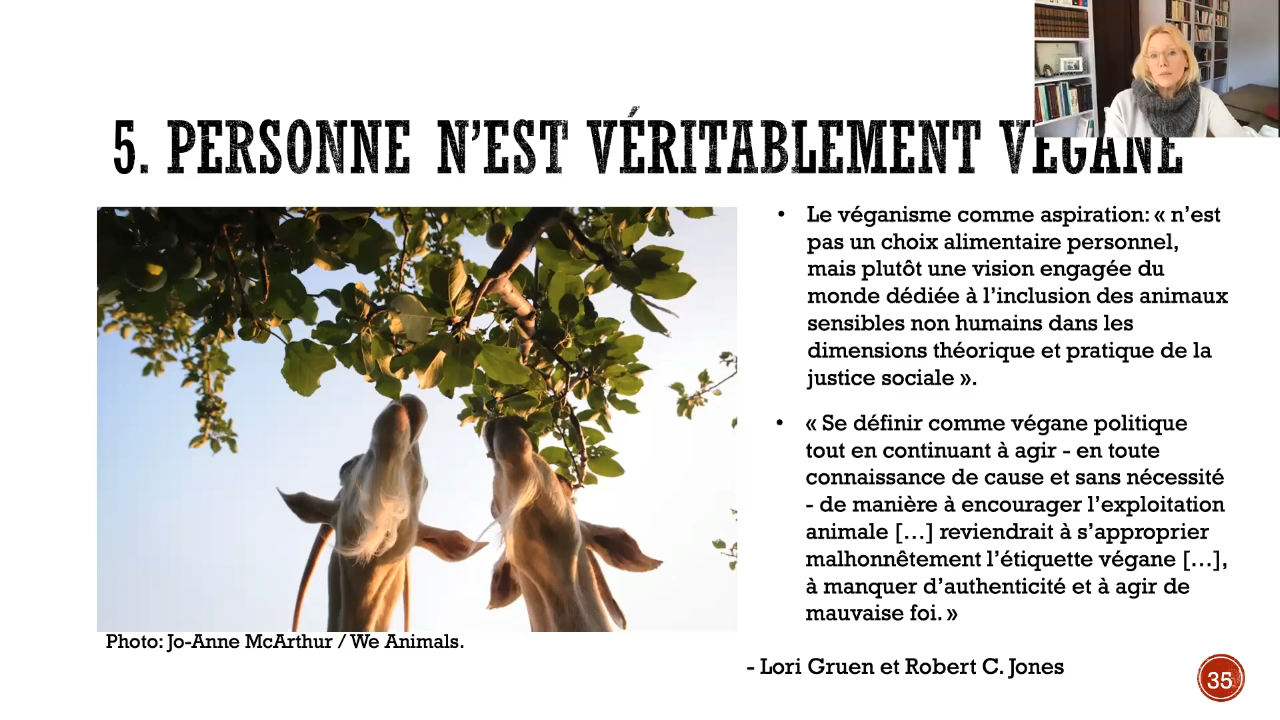 5. PERSONNE N'EST VÉRITABLEMENT VÉGANE
• Le véganisme comme aspiration: « n'est
pas un choix alimentaire personnel,
mais plutôt une vision engagée du
monde dédiée à l'inclusion des animaux
sensibles non humains dans les
dimensions théorique et pratique de la
justice sociale ».
• « Se définir comme végane politique
tout en continuant à agir - en toute
connaissance de cause et sans nécessité
- de manière à encourager l'exploitation
animale […] reviendrait à s'approprier
malhonnêtement l'étiquette végane […],
à manquer d'authenticité et à agir de
mauvaise foi. »
Photo: Jo-Anne McArthur / We Animals.
- Lori Gruen et Robert C. Jones
35